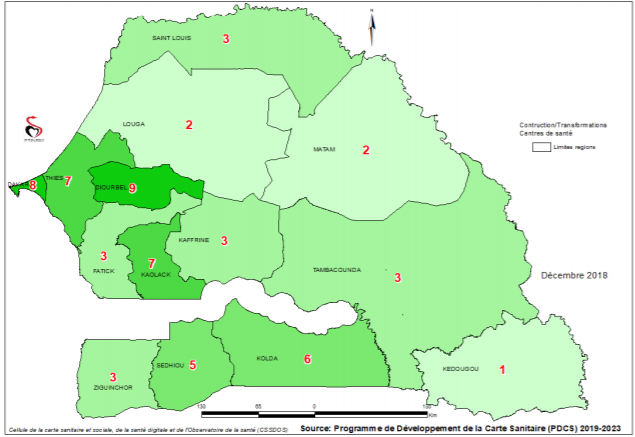 N
SAINT LOUIS 3
LOUGA 2
MATAM 2
Contruction/Transformations
Centres de santé
Limites regions
DAKAR 8
THIES 7
DIOURBEL 9
KAFFRINE 3
FATICK 3
KAOLACK 7
TAMBACOUNDA 3
Décembre 2018
ZIGUINCHOR 3
SEDHIOU 5
KOLDA 6
KEDOUGOU 1
130 65 0 130
Km
Cellule de la carte sanitaire et sociale, de la santé digitale et de l'Observatoire de la santé (CSSDOS) Source: Programme de Développement de la Carte Sanitaire (PDCS) 2019-2023